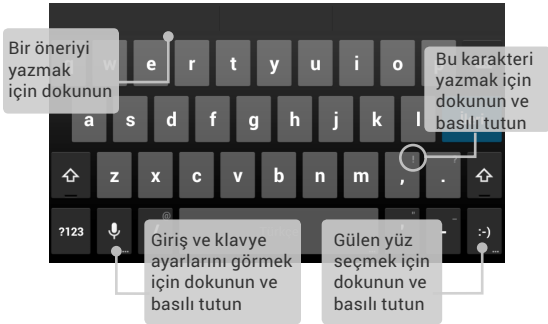 Bir öneriyi
yazmak
için dokunun
Bu karakteri
yazmak için
dokunun ve
basılı tutun
w e r t y u i o
a s d f g h j k l
z x c v b n m , ! . ?
?123 @ / " ' _ - :-)
Giriş ve klavye
ayarlarını görmek
için dokunun ve
basılı tutun
Gülen yüz
seçmek için
dokunun ve
basılı tutun